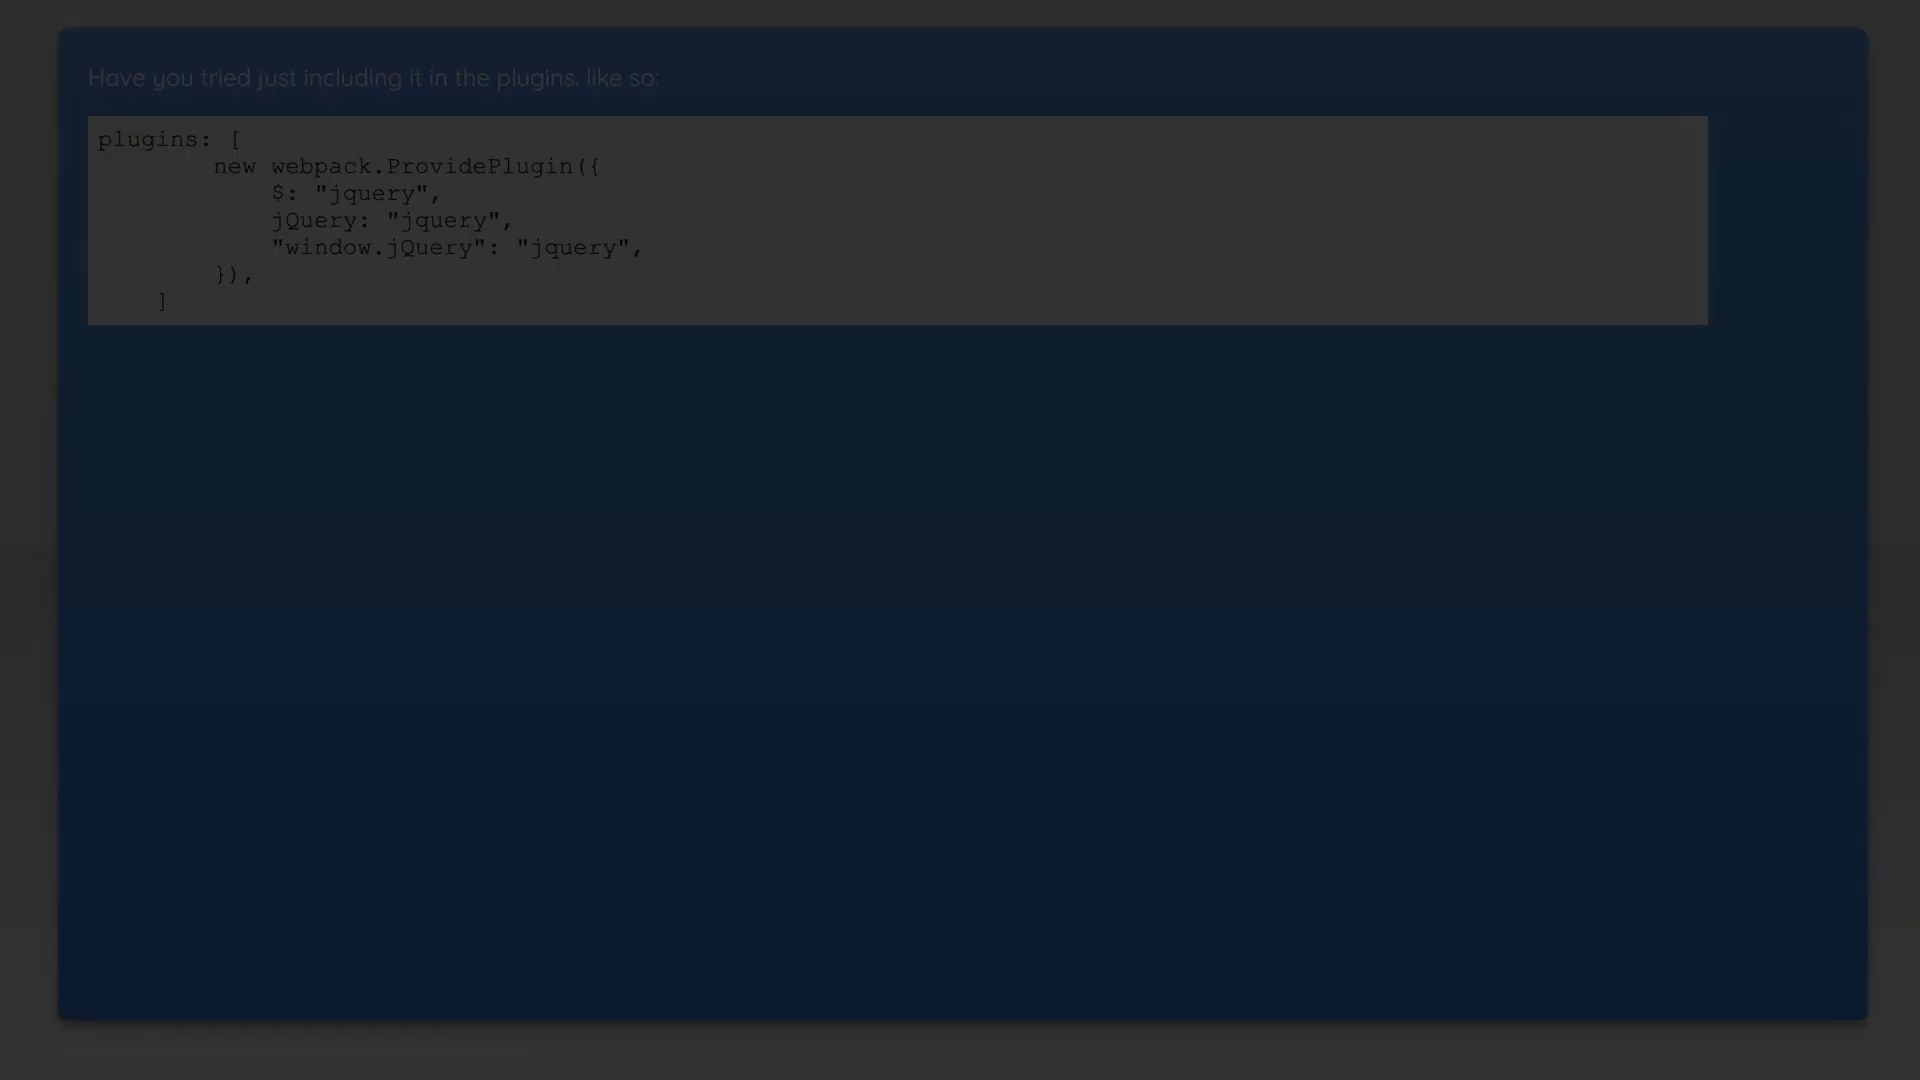 Have you tried just including it in the plugins. like so:
plugins: [
        new webpack.ProvidePlugin({
            $: "jquery",
            jQuery: "jquery",
            "window.jQuery": "jquery",
        }),
    ]